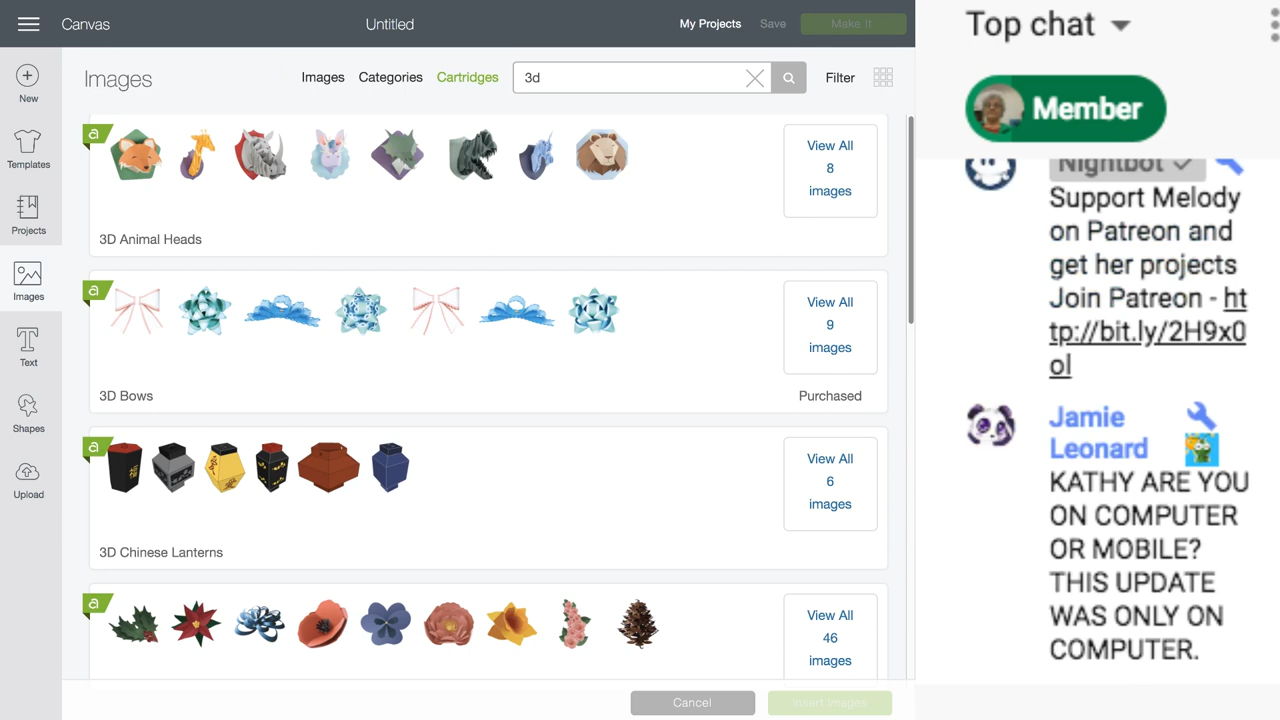 Canvas
Untitled
My Projects
Save
Make It
Top chat
Member
Images
Images
Categories
Cartridges
3d
Filter
New
Templates
Projects
Images
Text
Shapes
Upload
a
View All
8
images
3D Animal Heads
a
View All
9
images
3D Bows
Purchased
a
View All
6
images
3D Chinese Lanterns
a
View All
46
images
Cancel
Insert Images
Nightbot
Support Melody
on Patreon and
get her projects
Join Patreon - ht
tp://bit.ly/2H9x0
ol
Jamie
Leonard
KATHY ARE YOU
ON COMPUTER
OR MOBILE?
THIS UPDATE
WAS ONLY ON
COMPUTER.